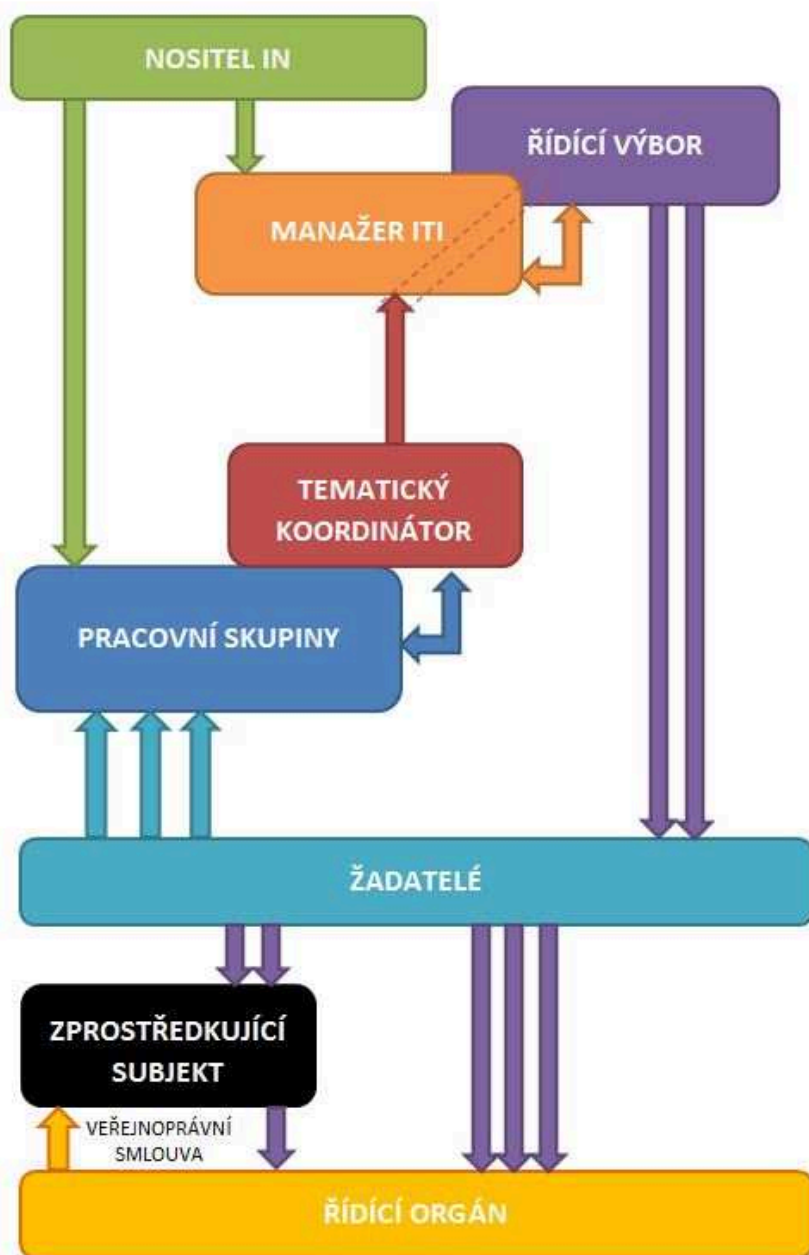 NOSITEL IN
ŘÍDÍCÍ VÝBOR
MANAŽER ITI
TEMATICKÝ
KOORDINÁTOR
PRACOVNÍ SKUPINY
ŽADATELÉ
ZPROSTŘEDKUJÍCÍ
SUBJEKT
VEŘEJNOPRÁVNÍ
SMLOUVA
ŘÍDÍCÍ ORGÁN